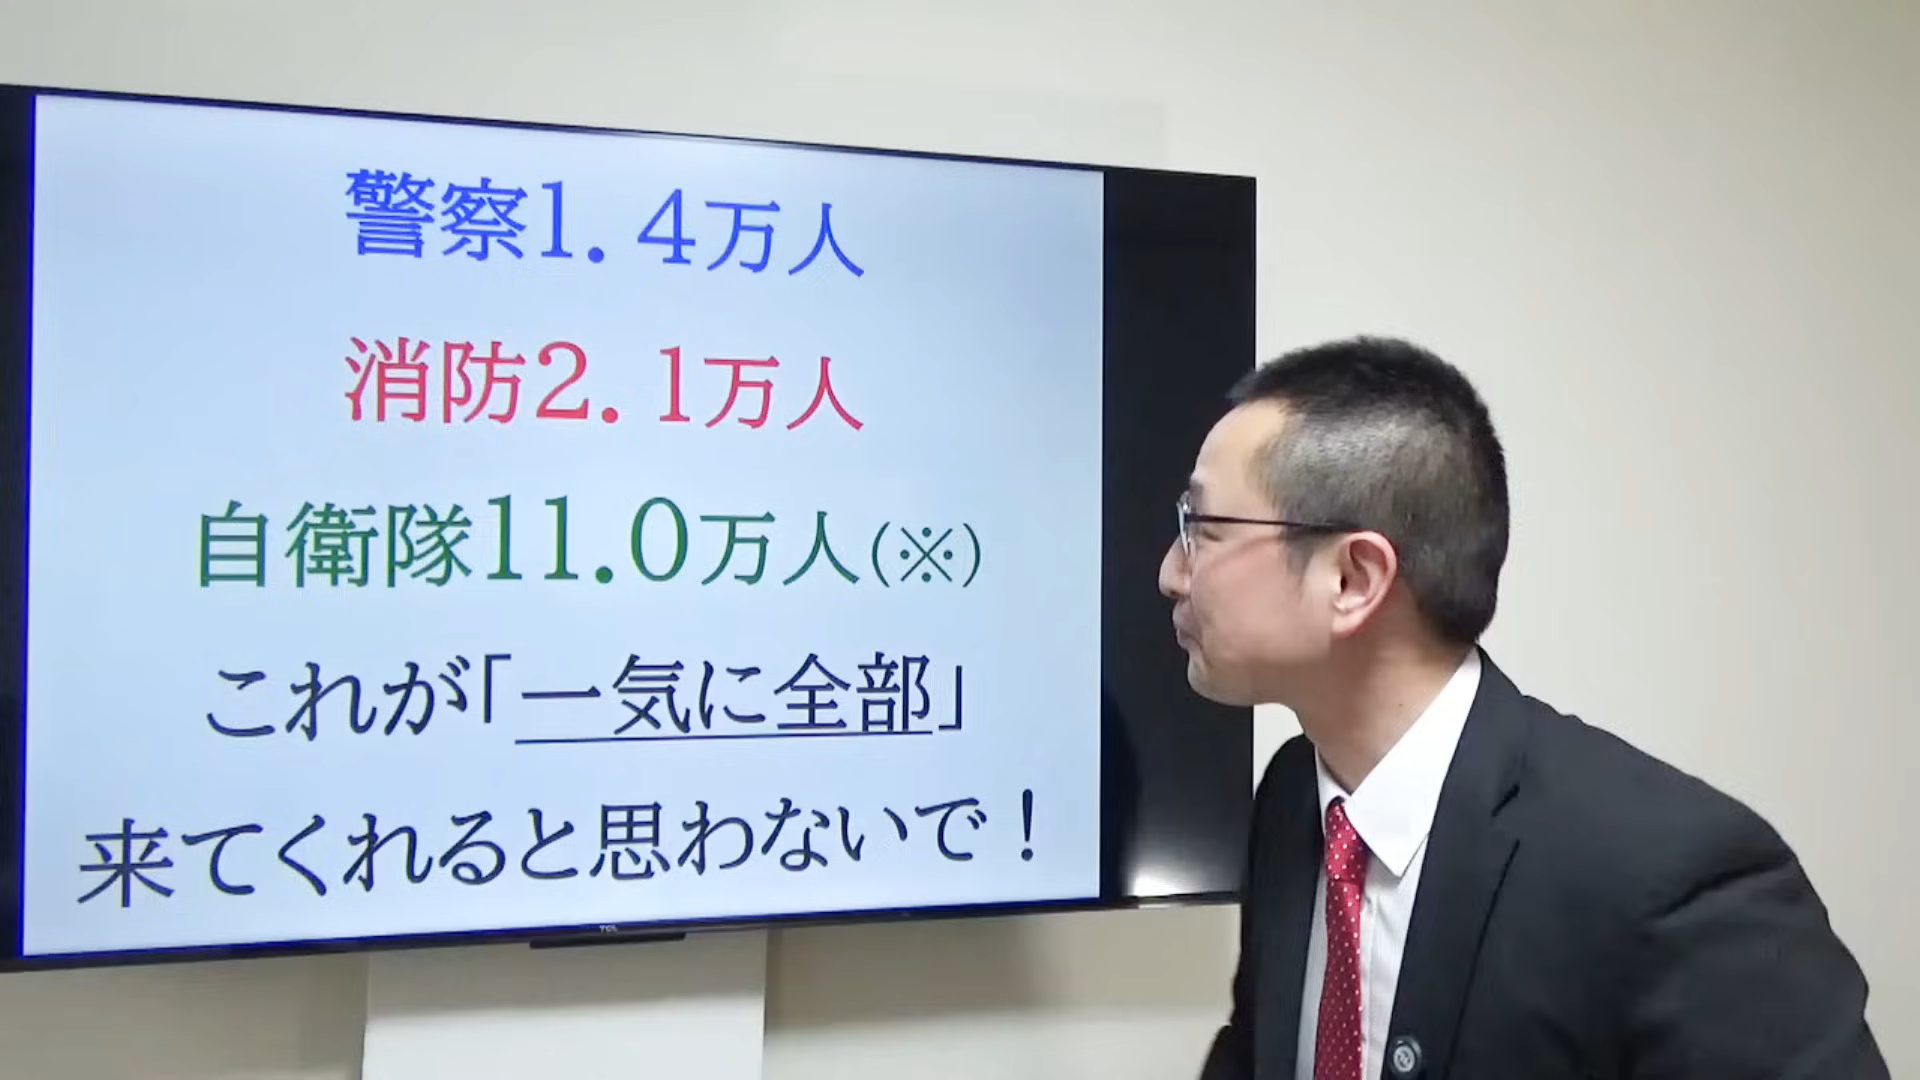 警察1.4万人
消防2.1万人
自衛隊11.0万人(※)
これが「一気に全部」
来てくれると思わないで！
TCL